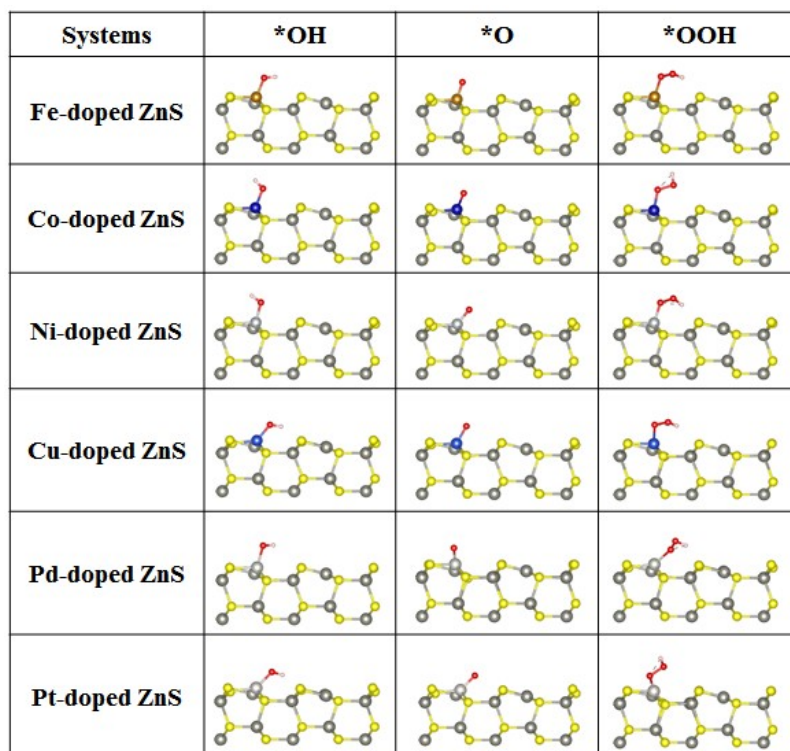 Systems
*OH
*O
*OOH
Fe-doped ZnS
Co-doped ZnS
Ni-doped ZnS
Cu-doped ZnS
Pd-doped ZnS
Pt-doped ZnS